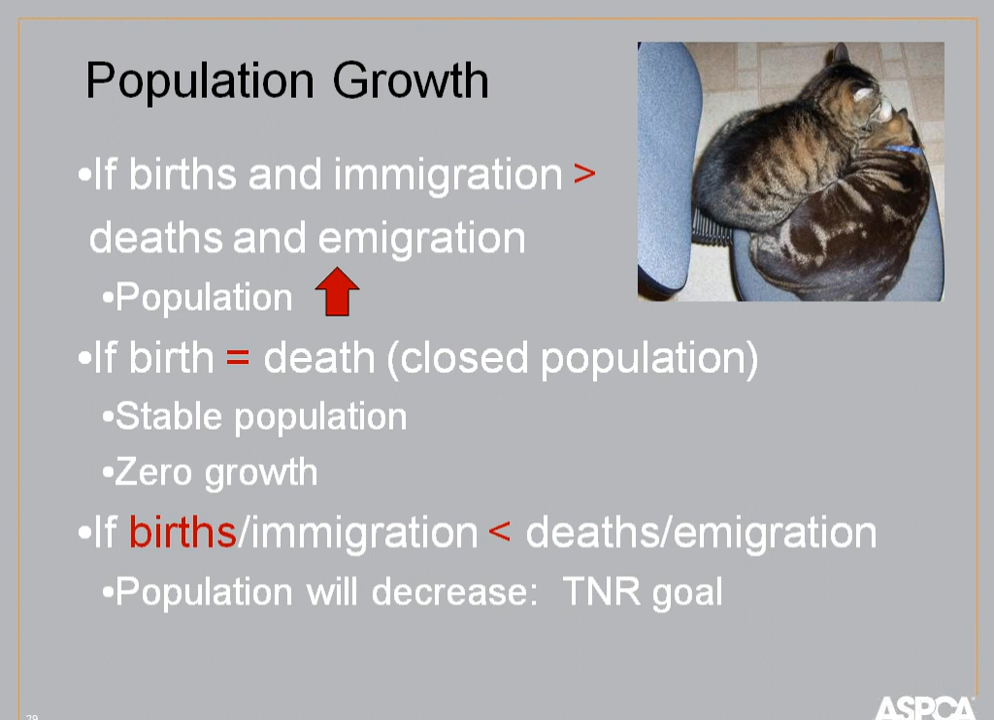 Population Growth
•If births and immigration >
deaths and emigration
•Population
•If birth = death (closed population)
•Stable population
•Zero growth
•If births/immigration < deaths/emigration
•Population will decrease: TNR goal
29
ASPCA